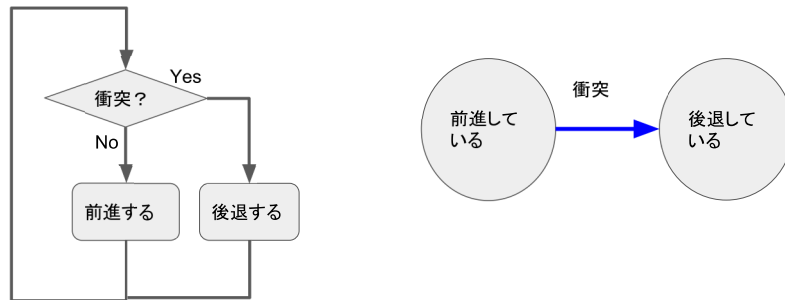 Yes
衝突？
No
前進する
後退する
衝突
前進して
いる
後退して
いる